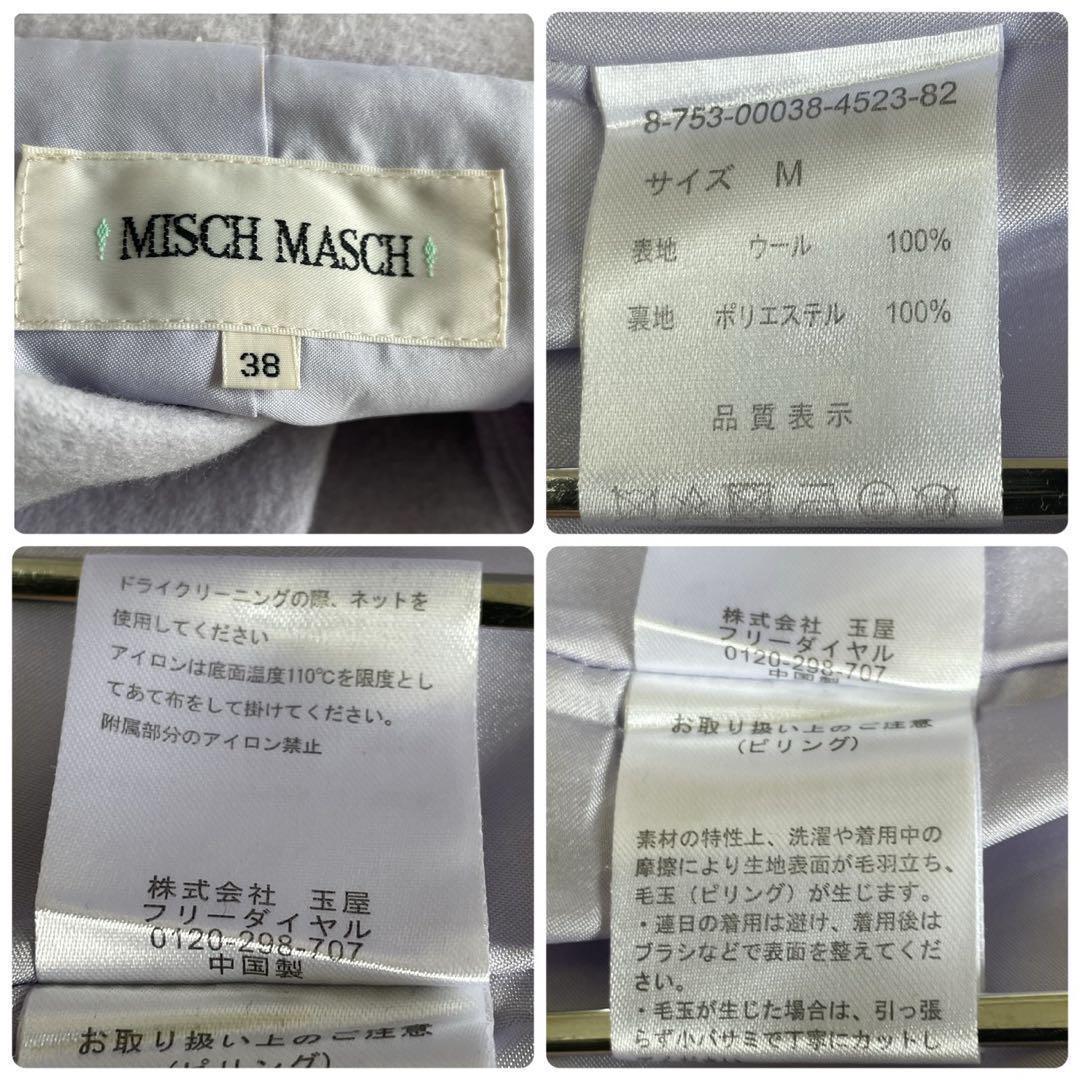 MISCH MASCH
38
8-753-00038-4523-82
サイズ M
表地 ウール 100%
裏地 ポリエステル 100%
品質表示
ドライクリーニングの際、ネットを
使用してください
アイロンは底面温度110℃を限度とし
てあて布をして掛けてください。
附属部分のアイロン禁止
株式会社 玉屋
フリーダイヤル
0120-298-707
中国製
お取り扱い上のご注意
(ピリング)
株式会社 玉屋
フリーダイヤル
0120-298-707
中国製
お取り扱い上のご注意
(ピリング)
素材の特性上、洗濯や着用中の
摩擦により生地表面が毛羽立ち、
毛玉(ピリング)が生じます。
・連日の着用は避け、着用後は
ブラシなどで表面を整えてくだ
さい。
・毛玉が生じた場合は、引っ張
らず小バサミで丁寧にカットし